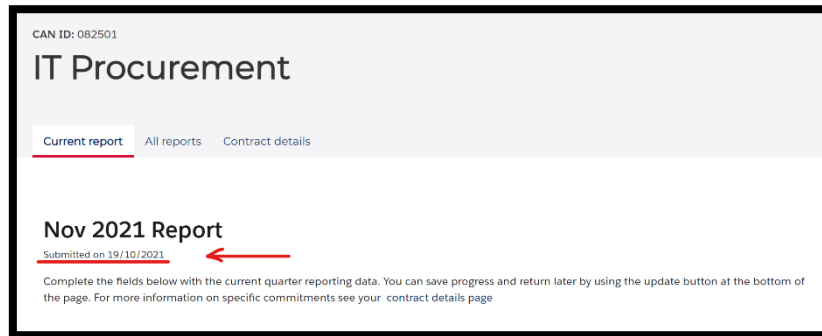 CAN ID: 082501
IT Procurement
Current report All reports Contract details
Nov 2021 Report
Submitted on 19/10/2021
Complete the fields below with the current quarter reporting data. You can save progress and return later by using the update button at the bottom of
the page. For more information on specific commitments see your contract details page